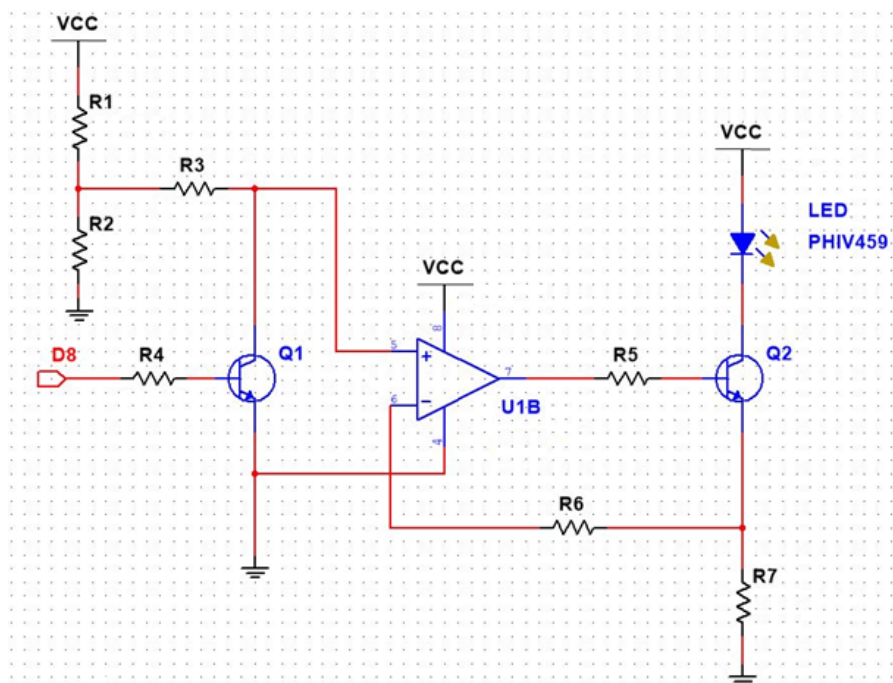 VCC
R1
R3
R2
VCC
LED
PHIV459
VCC
8
D8
R4
Q1
5
+
R5
Q2
7
6
−
U1B
4
R6
R7